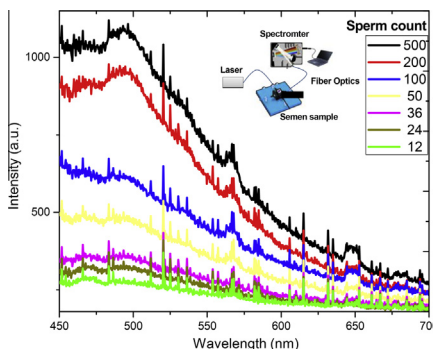 Sperm count
500
200
100
50
36
24
12
Spectromter
Laser
Fiber Optics
Semen sample
1000
500
Intensity (a.u.)
450 500 550 600 650 70
Wavelength (nm)